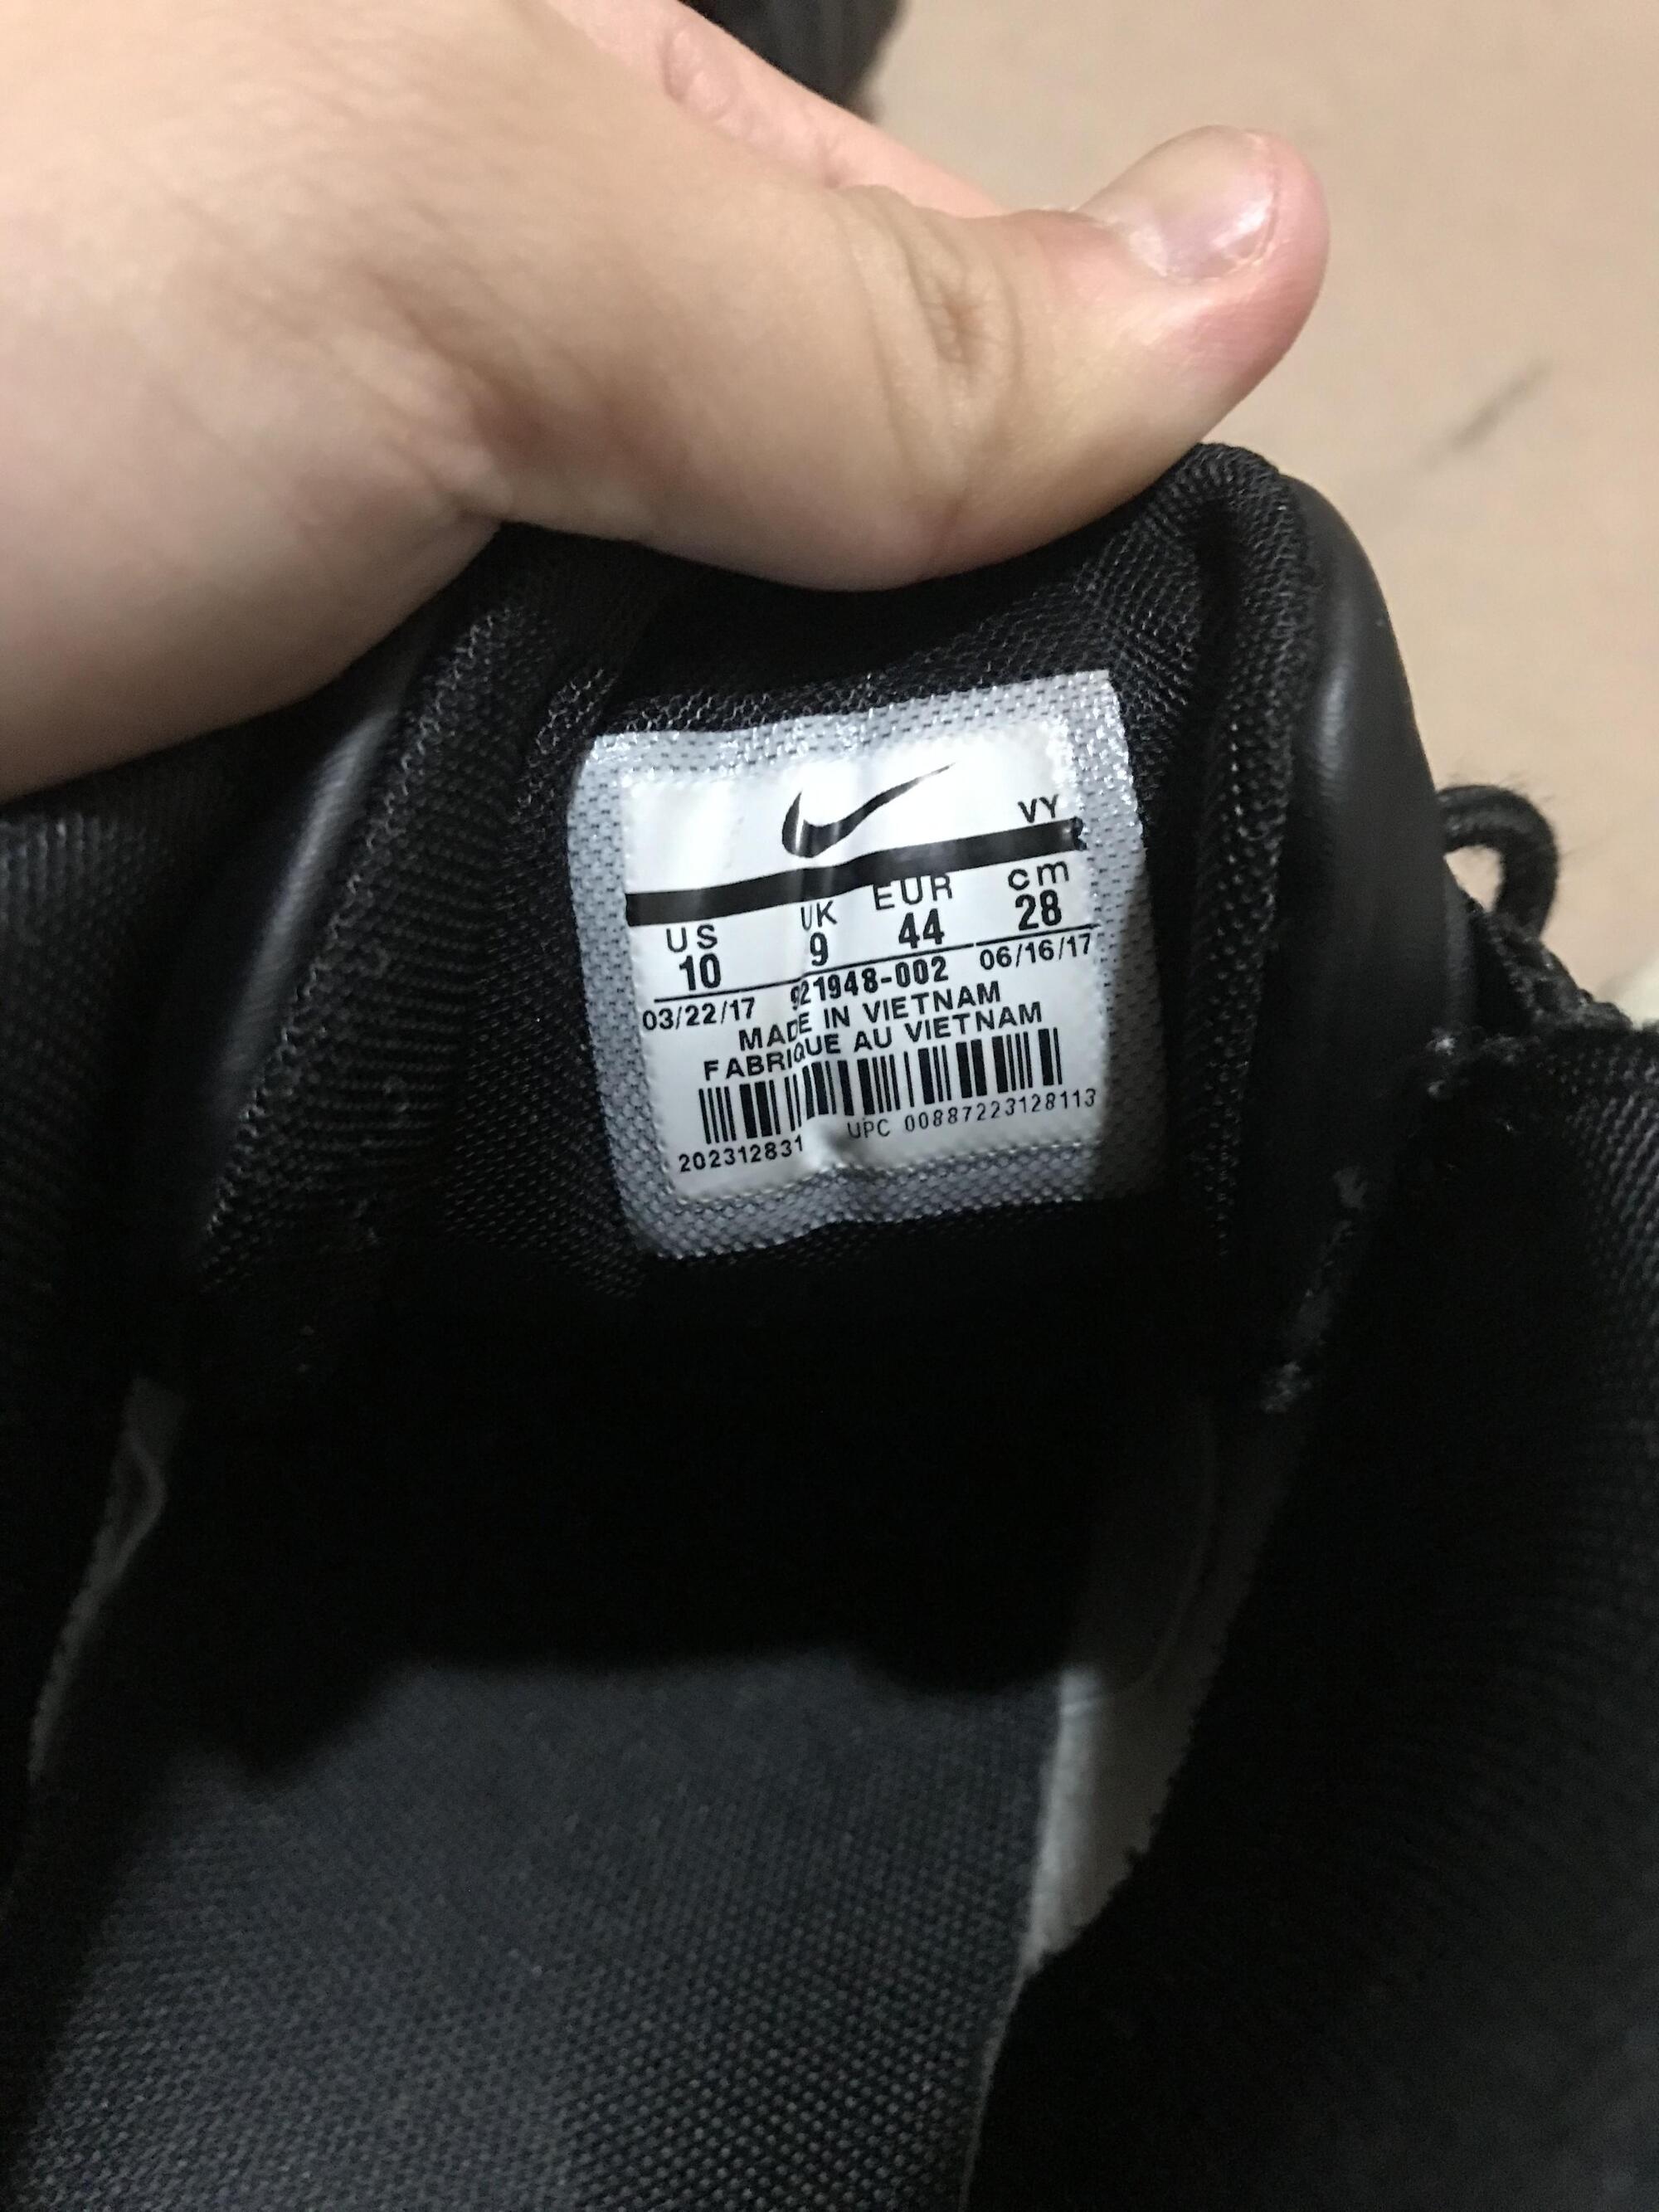 VY
US UK EUR cm
10 9 44 28
03/22/17 921948-002 06/16/17
MADE IN VIETNAM
FABRIQUE AU VIETNAM
202312831 UPC 00887223128113